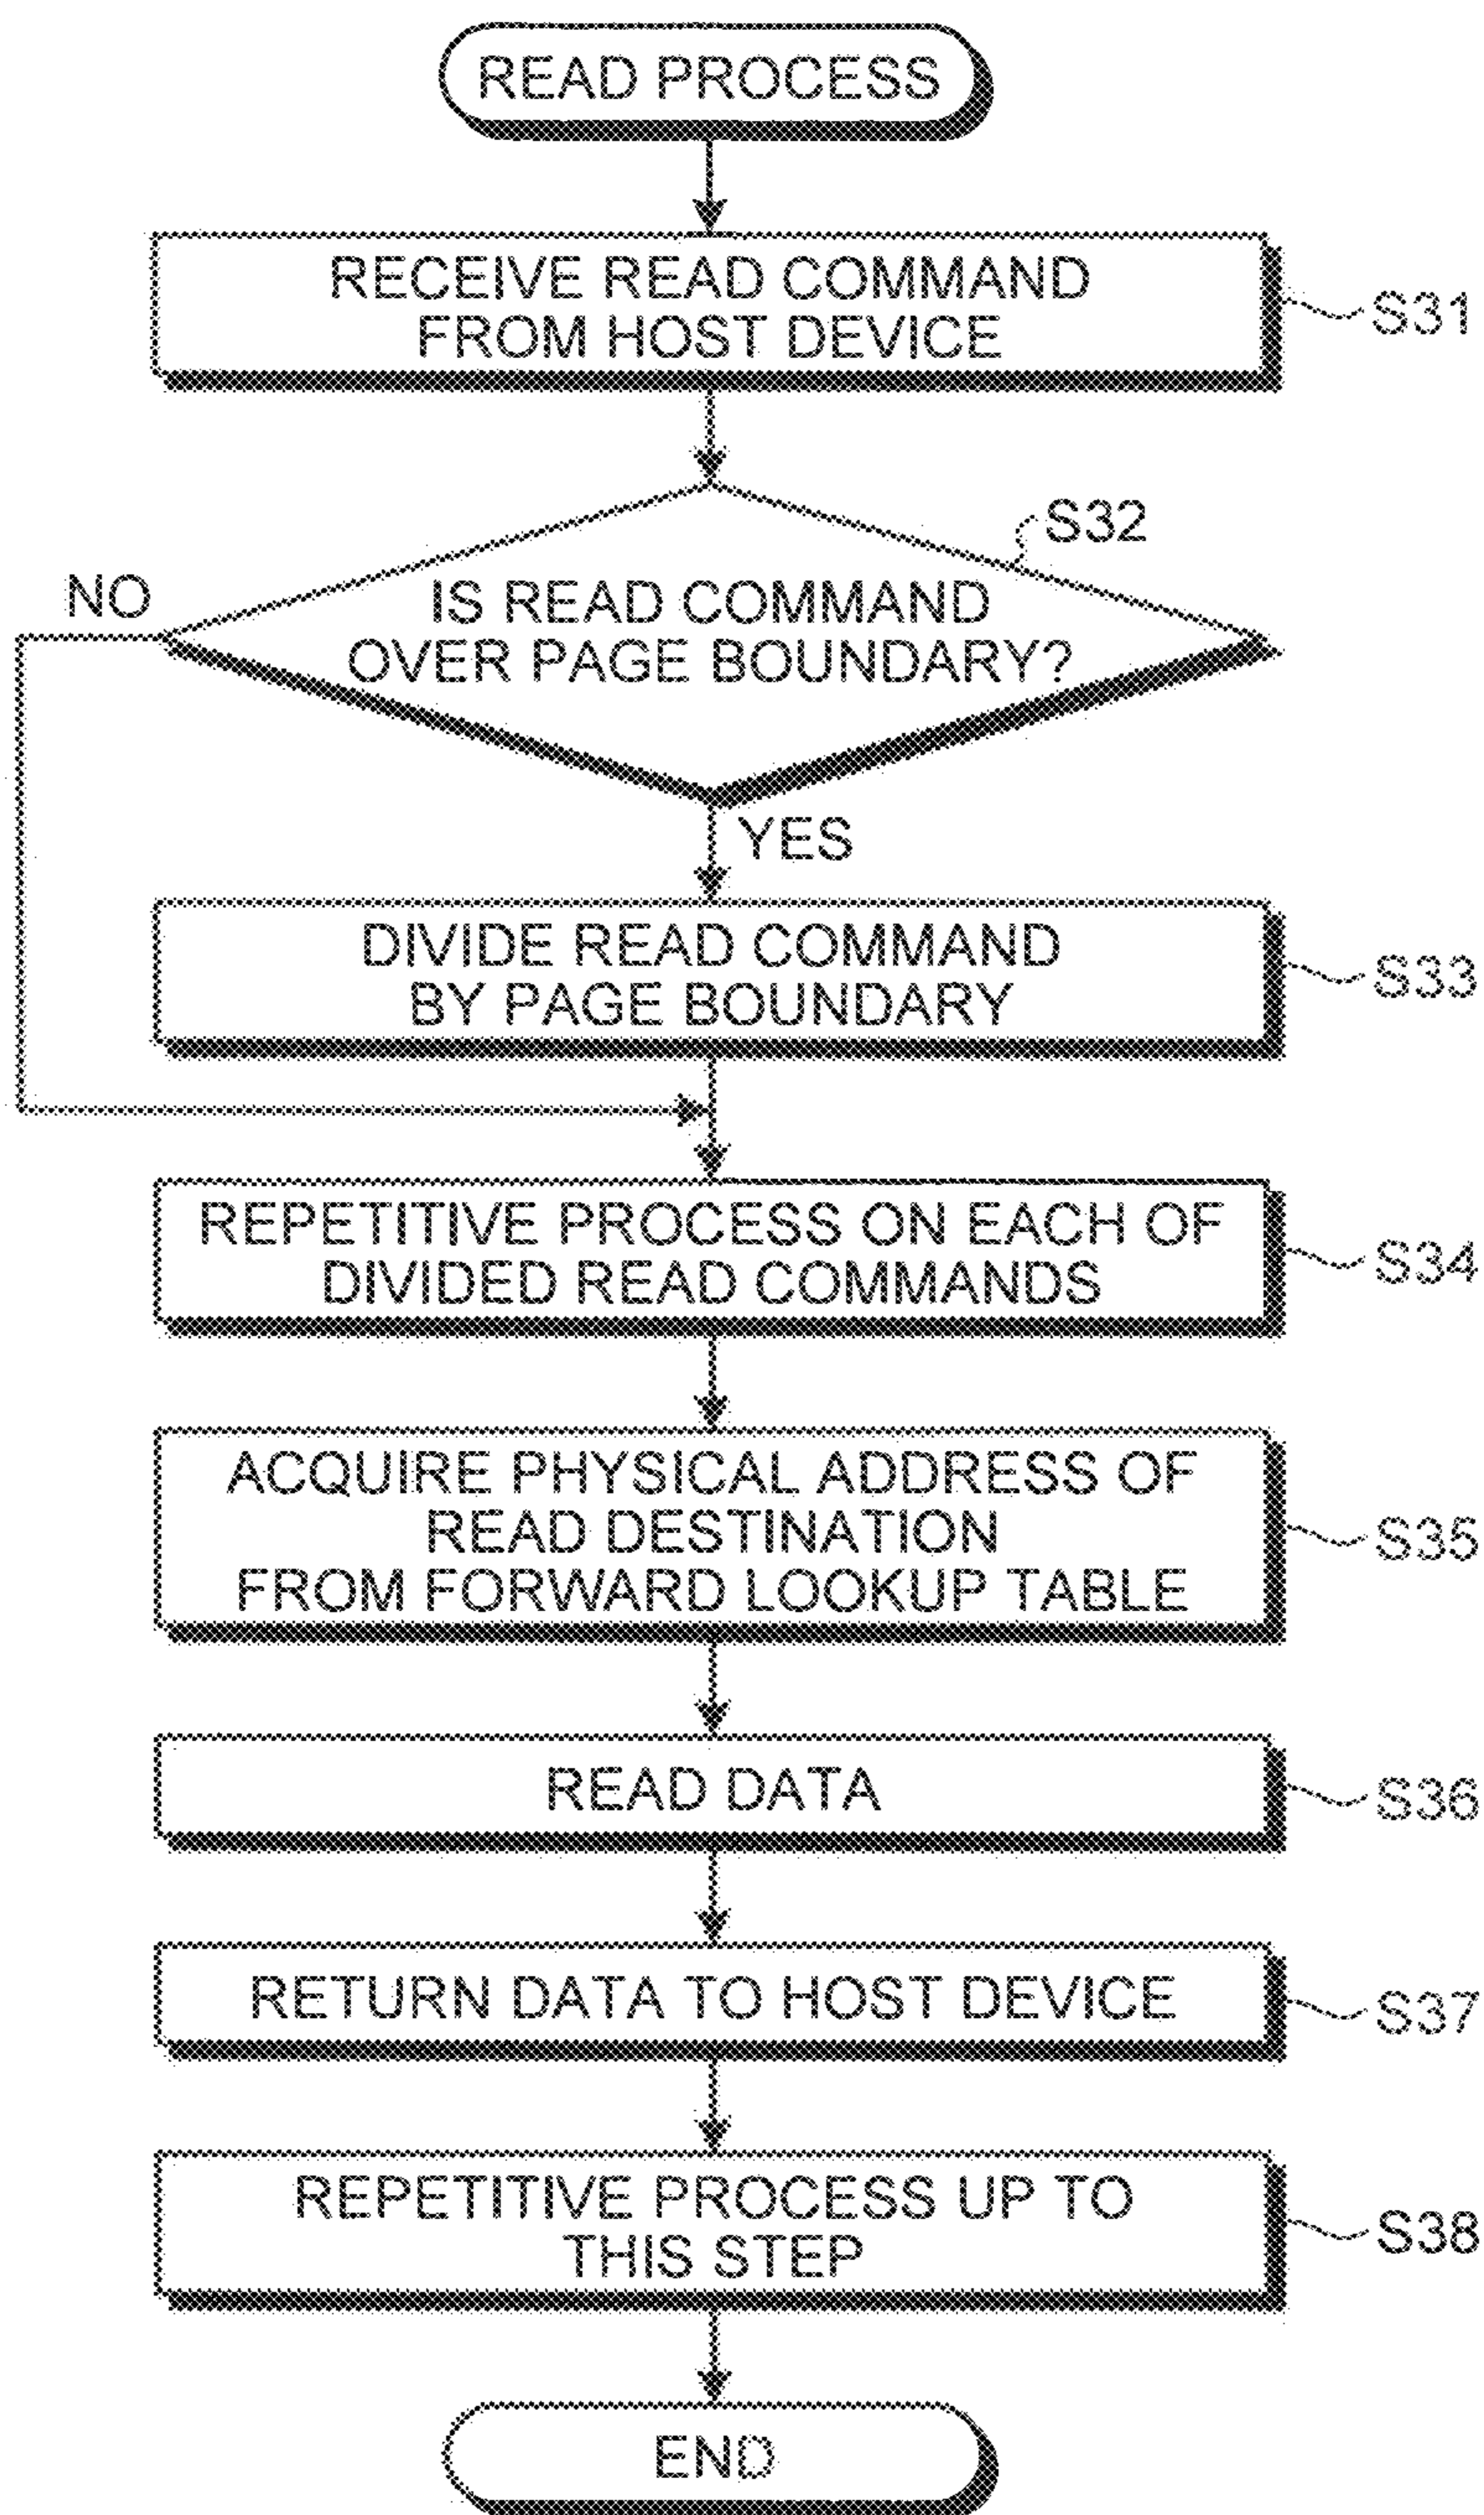 READ PROCESS
RECEIVE READ COMMAND
FROM HOST DEVICE
S31
S32
NO
IS READ COMMAND
OVER PAGE BOUNDARY?
YES
DIVIDE READ COMMAND
BY PAGE BOUNDARY
S33
REPETITIVE PROCESS ON EACH OF
DIVIDED READ COMMANDS
S34
ACQUIRE PHYSICAL ADDRESS OF
READ DESTINATION
FROM FORWARD LOOKUP TABLE
S35
READ DATA
S36
RETURN DATA TO HOST DEVICE
S37
REPETITIVE PROCESS UP TO
THIS STEP
S38
END